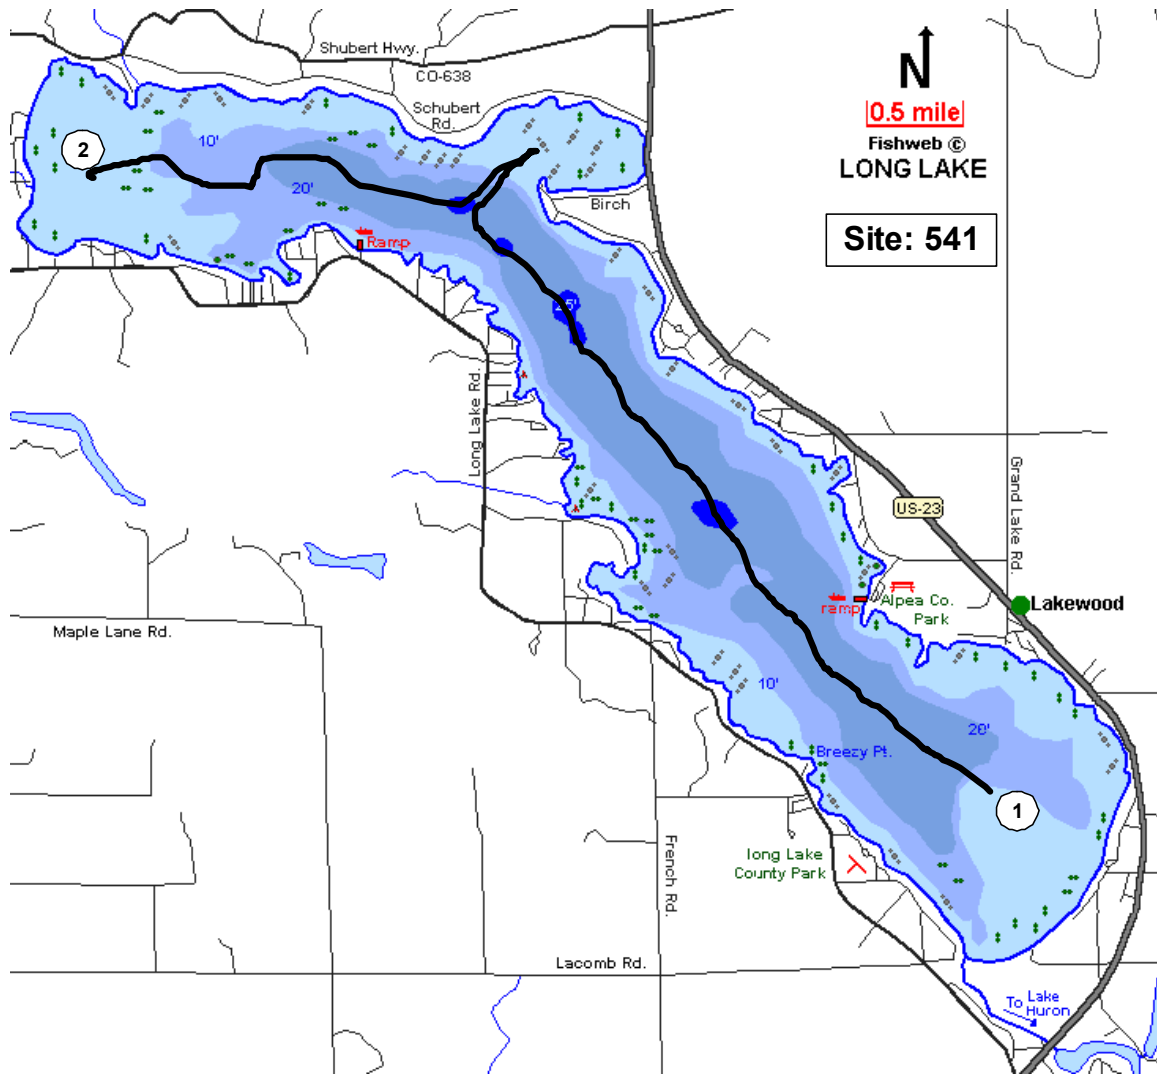 Shubert Hwy.
CO-638
Schubert
Rd.
N
0.5 mile
Fishweb ©
LONG LAKE
Site: 541
2
10'
20'
Birch
Ramp
25'
Long Lake Rd.
Grand Lake Rd.
US-23
Lakewood
ramp
Alpea Co.
Park
Maple Lane Rd.
10'
20'
Breezy Pt.
1
long Lake
County Park
French Rd.
Lacomb Rd.
To Lake
Huron